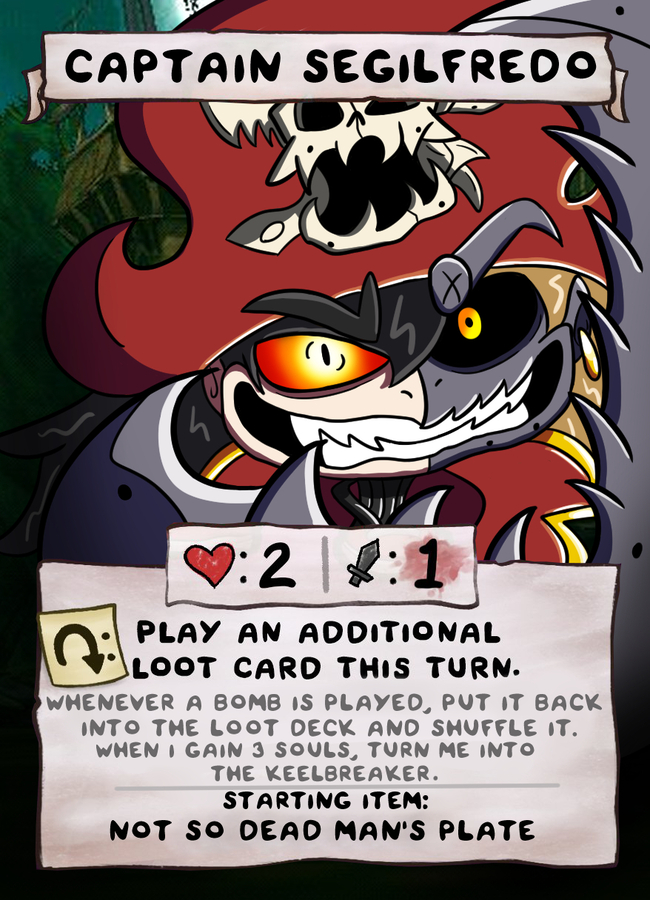 CAPTAIN SEGILFREDO
:2 | :1
PLAY AN ADDITIONAL
LOOT CARD THIS TURN.
WHENEVER A BOMB IS PLAYED, PUT IT BACK
INTO THE LOOT DECK AND SHUFFLE IT.
WHEN I GAIN 3 SOULS, TURN ME INTO
THE KEELBREAKER.
STARTING ITEM:
NOT SO DEAD MAN'S PLATE